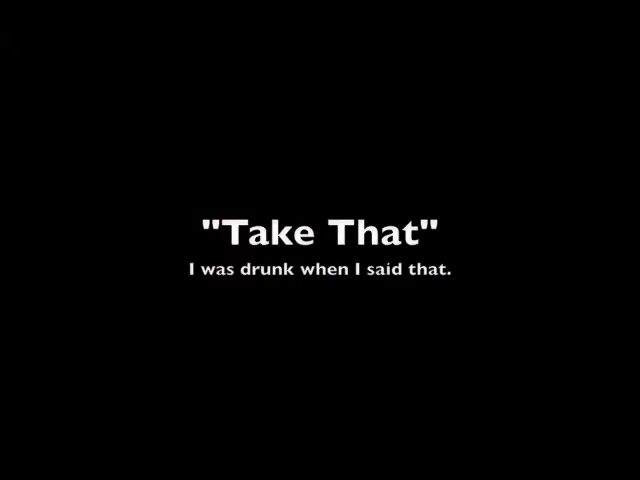 "Take That"
I was drunk when I said that.